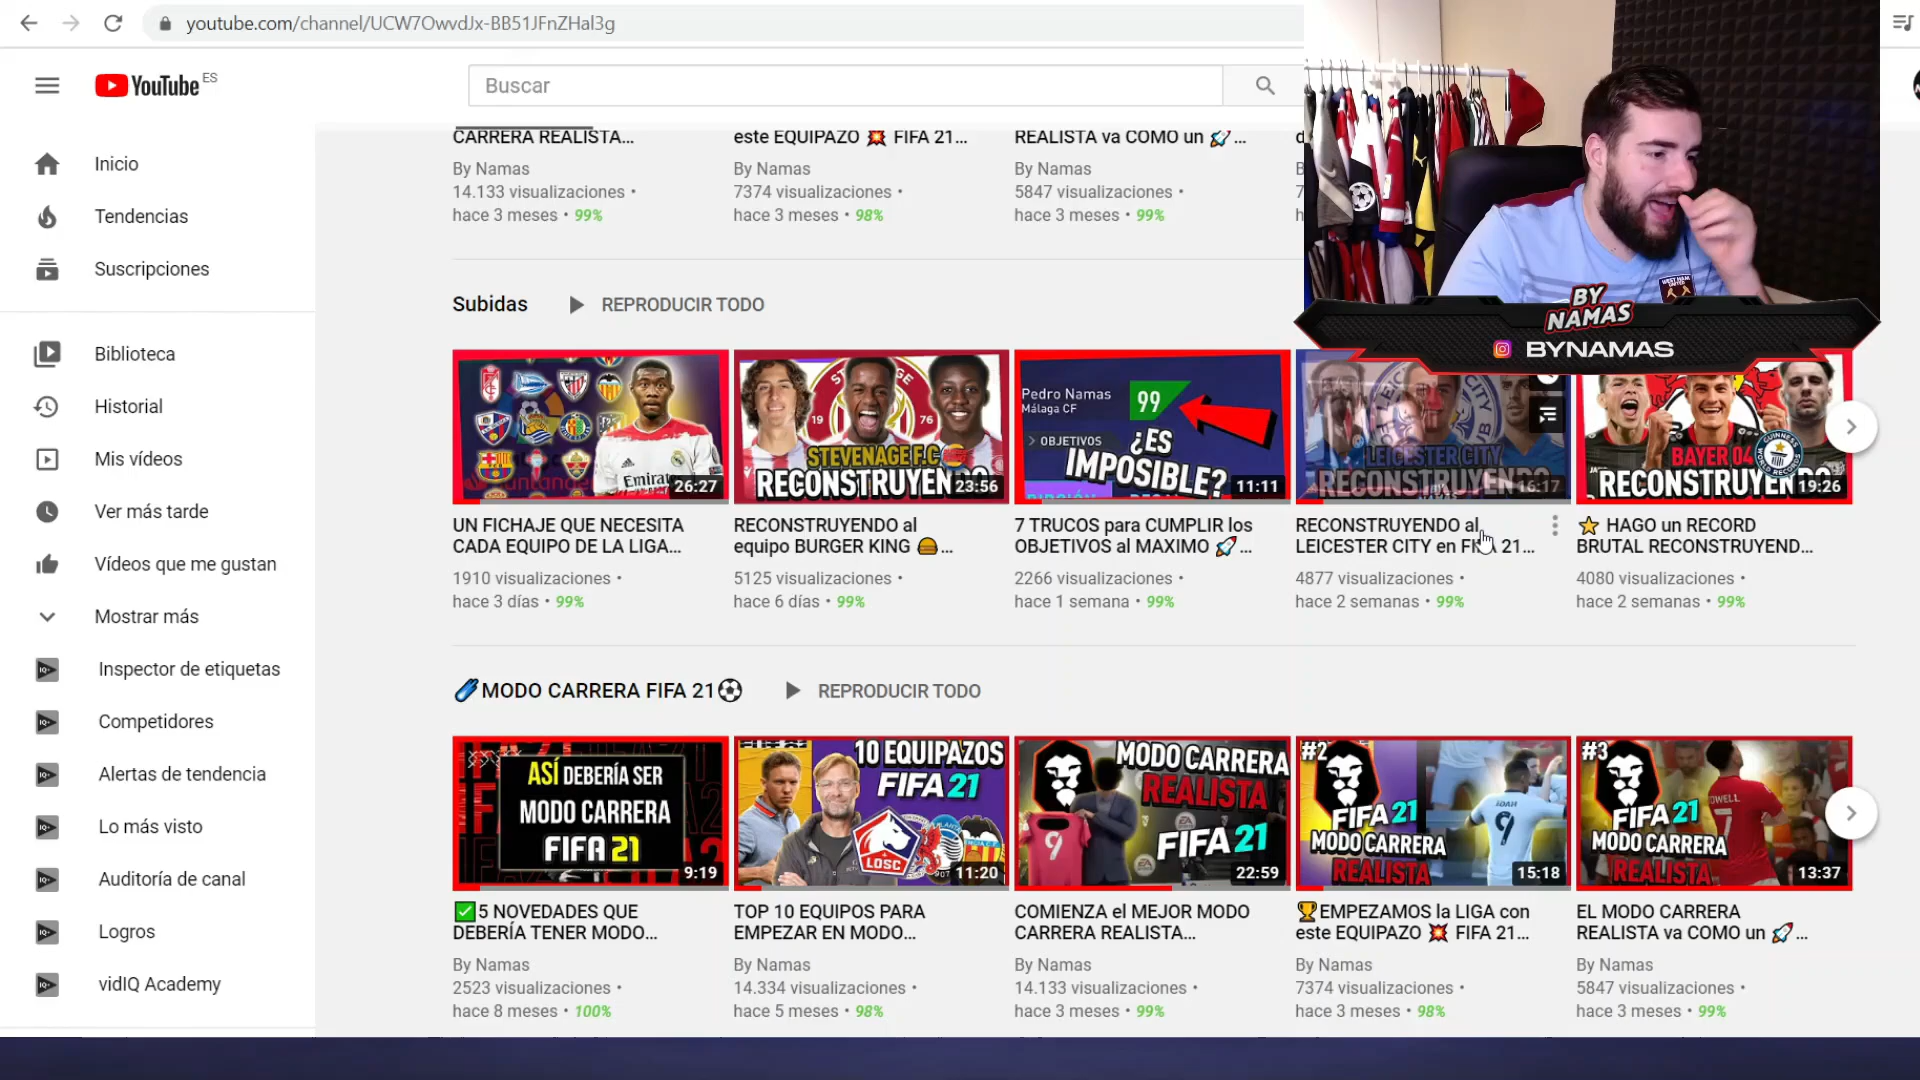 youtube.com/channel/UCW7OwvdJx-BB51JFnZHal3g
YouTube ES
Buscar
Inicio
Tendencias
Suscripciones
Biblioteca
Historial
Mis vídeos
Ver más tarde
Vídeos que me gustan
Mostrar más
Inspector de etiquetas
Competidores
Alertas de tendencia
Lo más visto
Auditoría de canal
Logros
vidIQ Academy
CARRERA REALISTA...
By Namas
14.133 visualizaciones •
hace 3 meses • 99%
este EQUIPAZO 💥 FIFA 21...
By Namas
7374 visualizaciones •
hace 3 meses • 98%
REALISTA va COMO un 🚀...
By Namas
5847 visualizaciones •
hace 3 meses • 99%
BY
NAMAS
BYNAMAS
Subidas
REPRODUCIR TODO
26:27
UN FICHAJE QUE NECESITA
CADA EQUIPO DE LA LIGA...
1910 visualizaciones •
hace 3 días • 99%
19 76
STEVENAGE F.C
RECONSTRUYEN
23:56
RECONSTRUYENDO al
equipo BURGER KING 🍔...
5125 visualizaciones •
hace 6 días • 99%
Pedro Namas
Málaga CF
99
> OBJETIVOS
¿ES
IMPOSIBLE?
11:11
7 TRUCOS para CUMPLIR los
OBJETIVOS al MAXIMO 🚀...
2266 visualizaciones •
hace 1 semana • 99%
LEICESTER CITY
RECONSTRUYEN
16:17
RECONSTRUYENDO al
LEICESTER CITY en FIFA 21...
4877 visualizaciones •
hace 2 semanas • 99%
BAYER 04
RECONSTRUYEN
19:26
⭐ HAGO un RECORD
BRUTAL RECONSTRUYEND...
4080 visualizaciones •
hace 2 semanas • 99%
MODO CARRERA FIFA 21⚽
REPRODUCIR TODO
ASÍ DEBERÍA SER
MODO CARRERA
FIFA 21
9:19
✅5 NOVEDADES QUE
DEBERÍA TENER MODO...
By Namas
2523 visualizaciones •
hace 8 meses • 100%
10 EQUIPAZOS
FIFA 21
LOSC
11:20
TOP 10 EQUIPOS PARA
EMPEZAR EN MODO...
By Namas
14.334 visualizaciones •
hace 5 meses • 98%
MODO CARRERA
REALISTA
FIFA 21
9
22:59
COMIENZA el MEJOR MODO
CARRERA REALISTA...
By Namas
14.133 visualizaciones •
hace 3 meses • 99%
#2
FIFA 21
MODO CARRERA
REALISTA
9
15:18
🏆EMPEZAMOS la LIGA con
este EQUIPAZO 💥 FIFA 21...
By Namas
7374 visualizaciones •
hace 3 meses • 98%
#3
FIFA 21
MODO CARRERA
REALISTA
7
13:37
EL MODO CARRERA
REALISTA va COMO un 🚀...
By Namas
5847 visualizaciones •
hace 3 meses • 99%